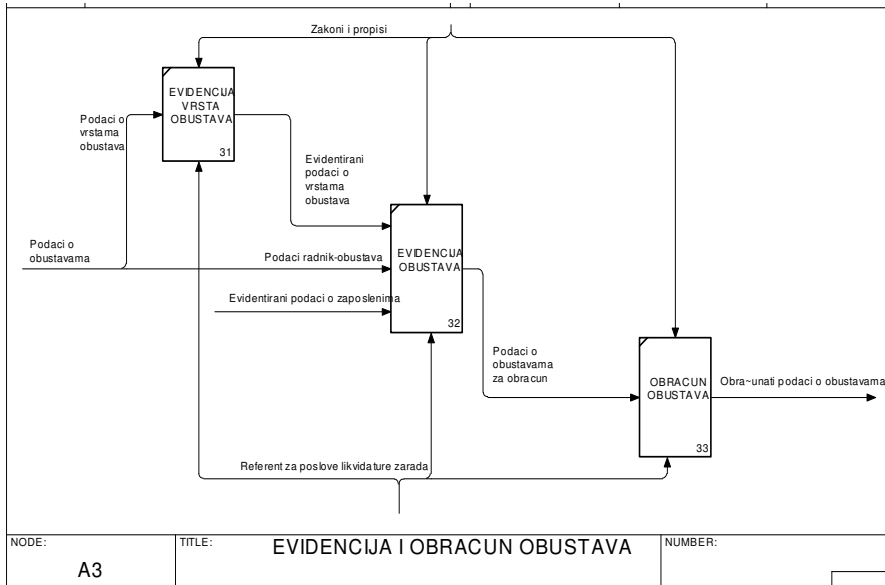 Zakoni i propisi
EVIDENCIJA
VRSTA
OBUSTAVA
31
Podaci o
vrstama
obustava
Evidentirani
podaci o
vrstama
obustava
Podaci o
obustavama
Podaci radnik-obustava
EVIDENCIJA
OBUSTAVA
32
Evidentirani podaci o zaposlenima
Podaci o
obustavama
za obracun
OBRACUN
OBUSTAVA
33
Obra~unati podaci o obustavama
Referent za poslove likvidature zarada
NODE:
A3
TITLE:
EVIDENCIJA I OBRACUN OBUSTAVA
NUMBER: